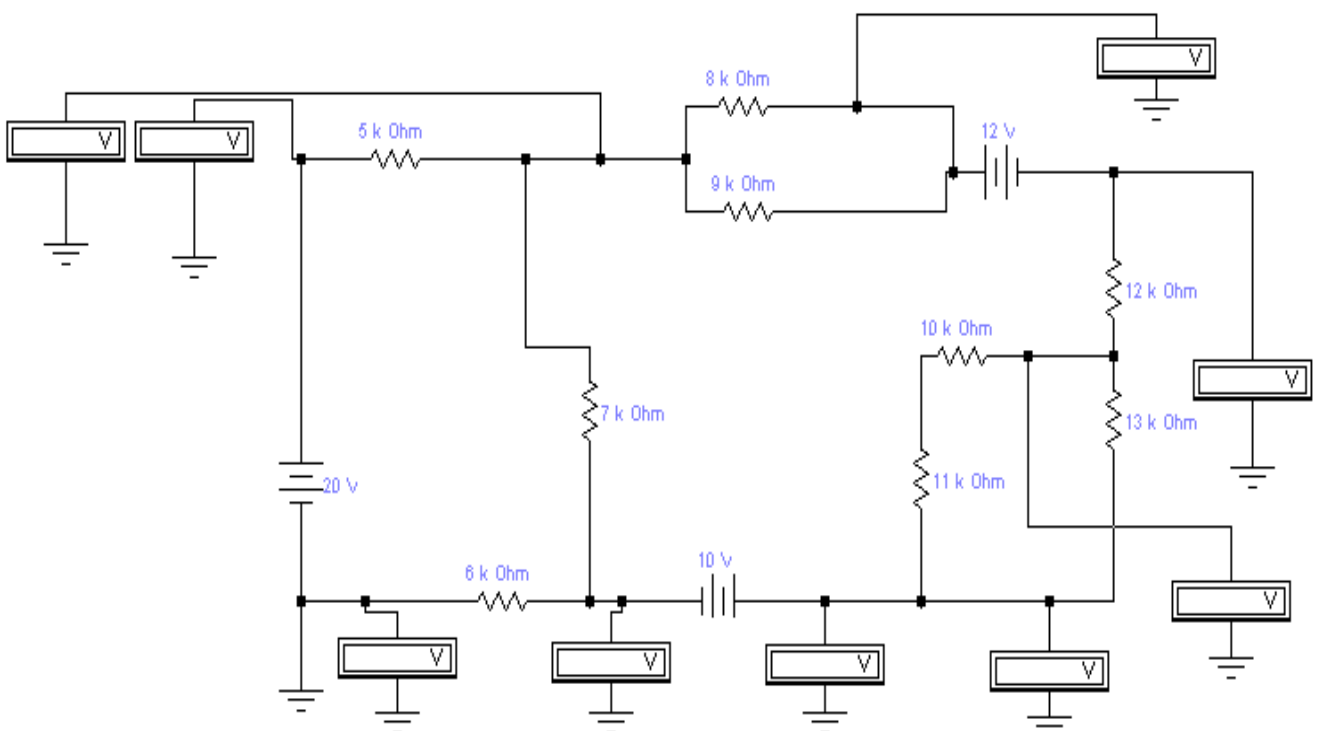 8 k Ohm
V
V
V
5 k Ohm
12 V
9 k Ohm
12 k Ohm
10 k Ohm
V
7 k Ohm
13 k Ohm
11 k Ohm
20 V
10 V
6 k Ohm
V
V
V
V
V